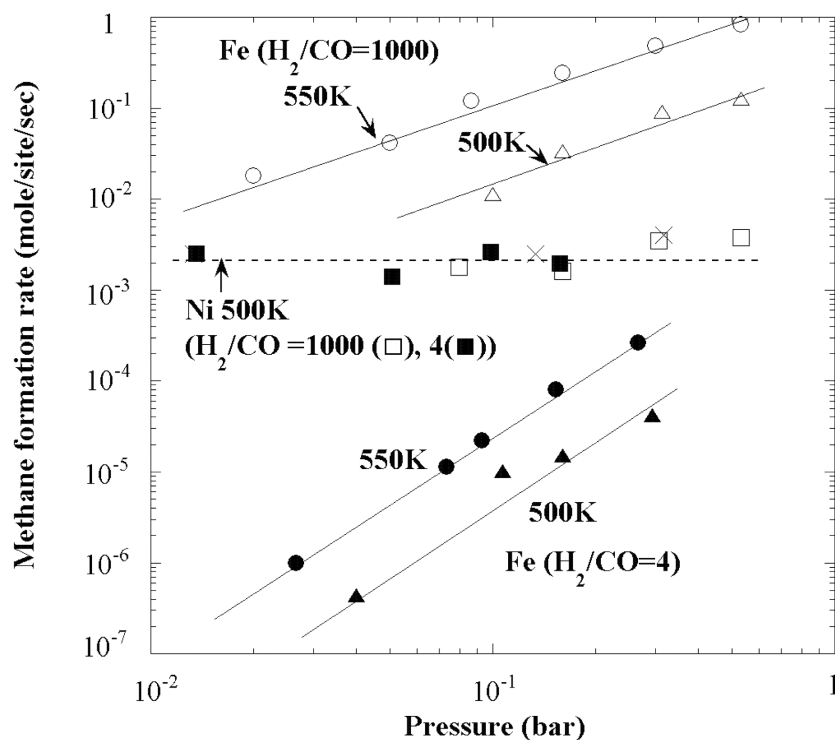 Methane formation rate (mole/site/sec)
1
10⁻¹
10⁻²
10⁻³
10⁻⁴
10⁻⁵
10⁻⁶
10⁻⁷
Fe (H₂/CO=1000)
550K
500K
Ni 500K
(H₂/CO =1000 (□), 4(■))
550K
500K
Fe (H₂/CO=4)
10⁻²
10⁻¹
1
Pressure (bar)